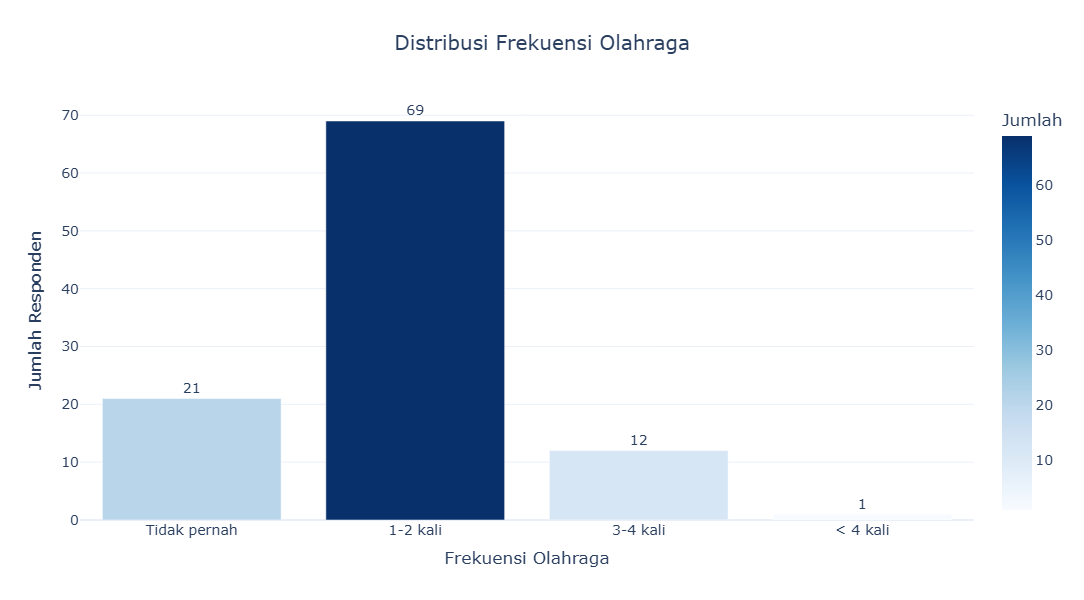 Distribusi Frekuensi Olahraga
Jumlah
69
70
60
60
50
50
Jumlah Responden
40
40
30
30
21
20
20
12
10
10
1
0
Tidak pernah
1-2 kali
3-4 kali
< 4 kali
Frekuensi Olahraga